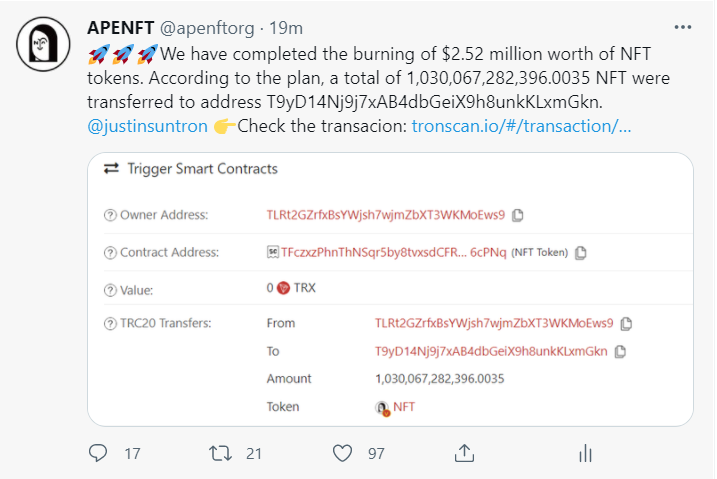 APENFT @apenftorg · 19m
🚀🚀🚀We have completed the burning of $2.52 million worth of NFT
tokens. According to the plan, a total of 1,030,067,282,396.0035 NFT were
transferred to address T9yD14Nj9j7xAB4dbGeiX9h8unkKLxmGkn.
@justinsuntron 👉Check the transacion: tronscan.io/#/transaction/…
Trigger Smart Contracts
Owner Address: TLRt2GZrfxBsYWjsh7wjmZbXT3WKMoEws9
Contract Address: TFczxzPhnThNSqr5by8tvxsdCFR... 6cPNq (NFT Token)
Value: 0 TRX
TRC20 Transfers: From TLRt2GZrfxBsYWjsh7wjmZbXT3WKMoEws9
To T9yD14Nj9j7xAB4dbGeiX9h8unkKLxmGkn
Amount 1,030,067,282,396.0035
Token NFT
17 21 97